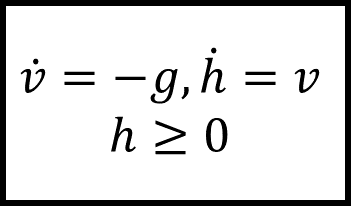 v̇ = −g, ḣ = v
h ≥ 0